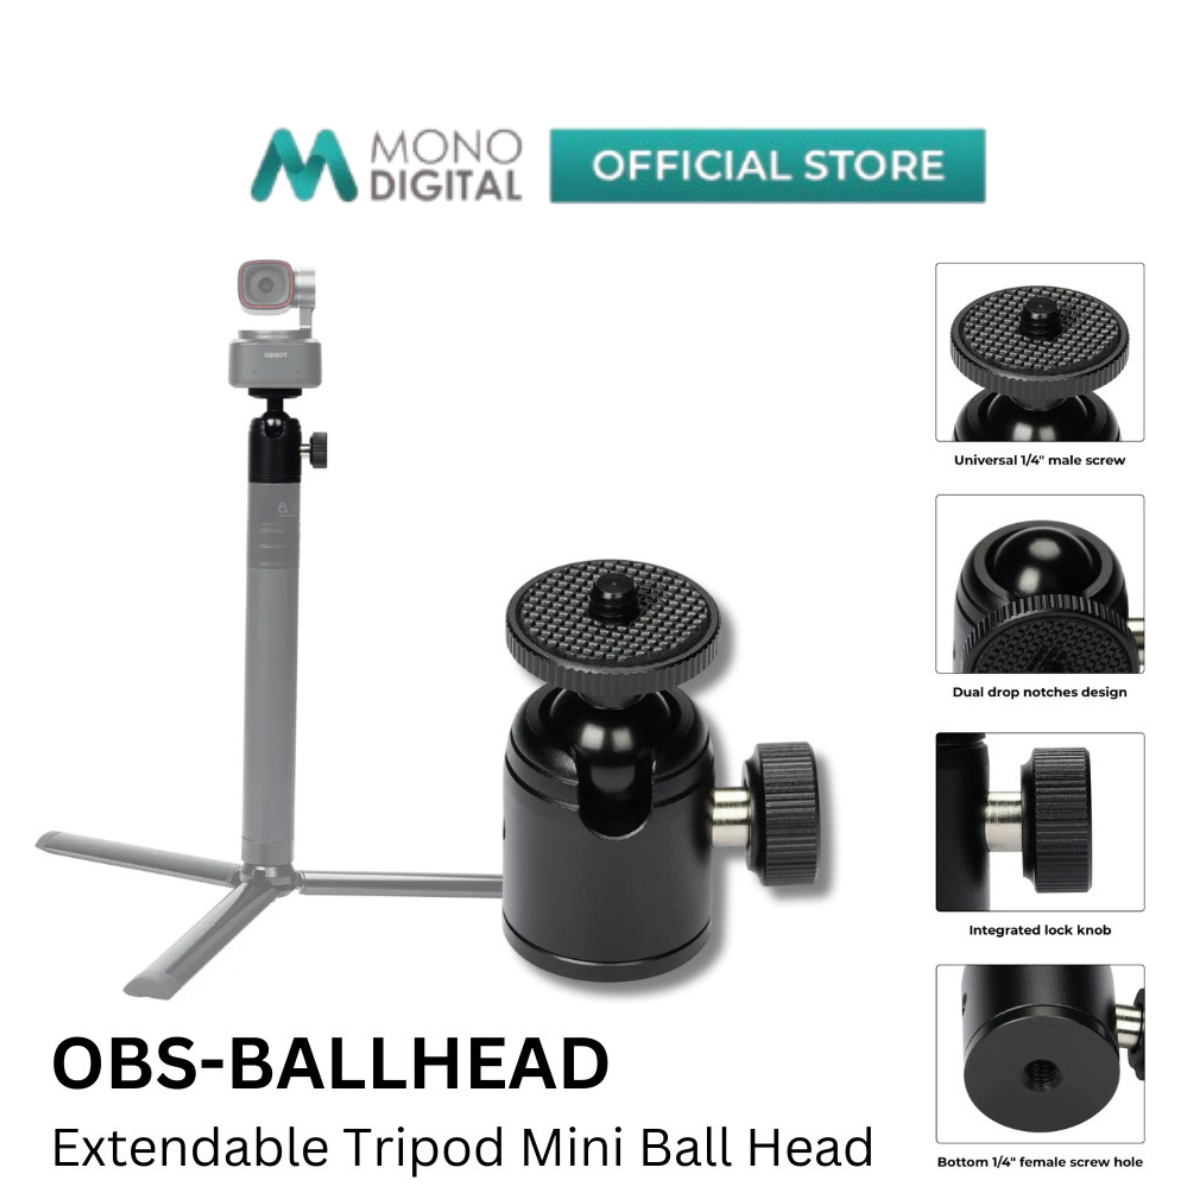 MONO
DIGITAL
OFFICIAL STORE
OBSBOT
Universal 1/4" male screw
Dual drop notches design
Integrated lock knob
Bottom 1/4" female screw hole
OBS-BALLHEAD
Extendable Tripod Mini Ball Head